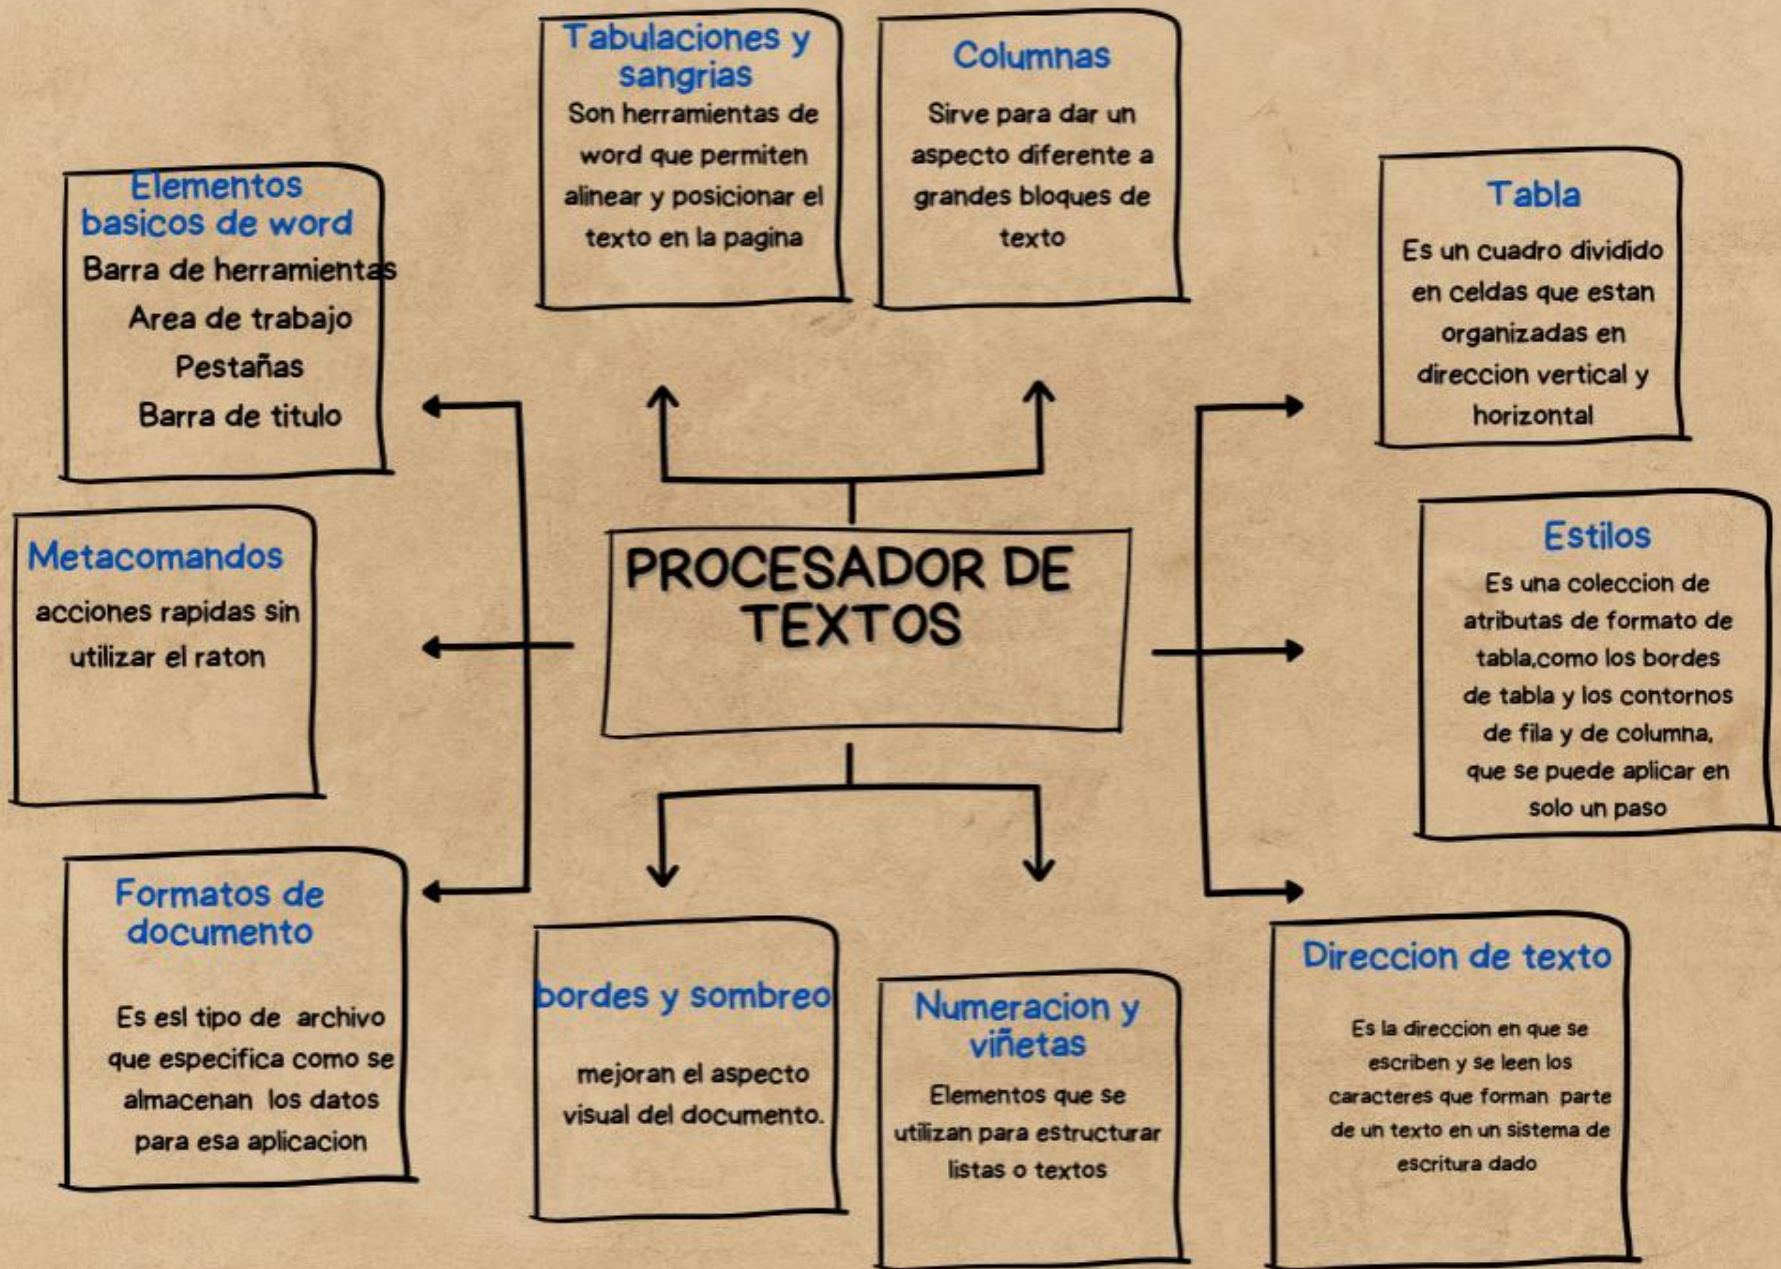 Tabulaciones y
sangrias
Son herramientas de
word que permiten
alinear y posicionar el
texto en la pagina
Columnas
Sirve para dar un
aspecto diferente a
grandes bloques de
texto
Elementos
basicos de word
Barra de herramientas
Area de trabajo
Pestañas
Barra de titulo
Tabla
Es un cuadro dividido
en celdas que estan
organizadas en
direccion vertical y
horizontal
Metacomandos
acciones rapidas sin
utilizar el raton
PROCESADOR DE
TEXTOS
Estilos
Es una coleccion de
atributas de formato de
tabla,como los bordes
de tabla y los contornos
de fila y de columna,
que se puede aplicar en
solo un paso
Formatos de
documento
Es esl tipo de archivo
que especifica como se
almacenan los datos
para esa aplicacion
bordes y sombreo
mejoran el aspecto
visual del documento.
Numeracion y
viñetas
Elementos que se
utilizan para estructurar
listas o textos
Direccion de texto
Es la direccion en que se
escriben y se leen los
caracteres que forman parte
de un texto en un sistema de
escritura dado